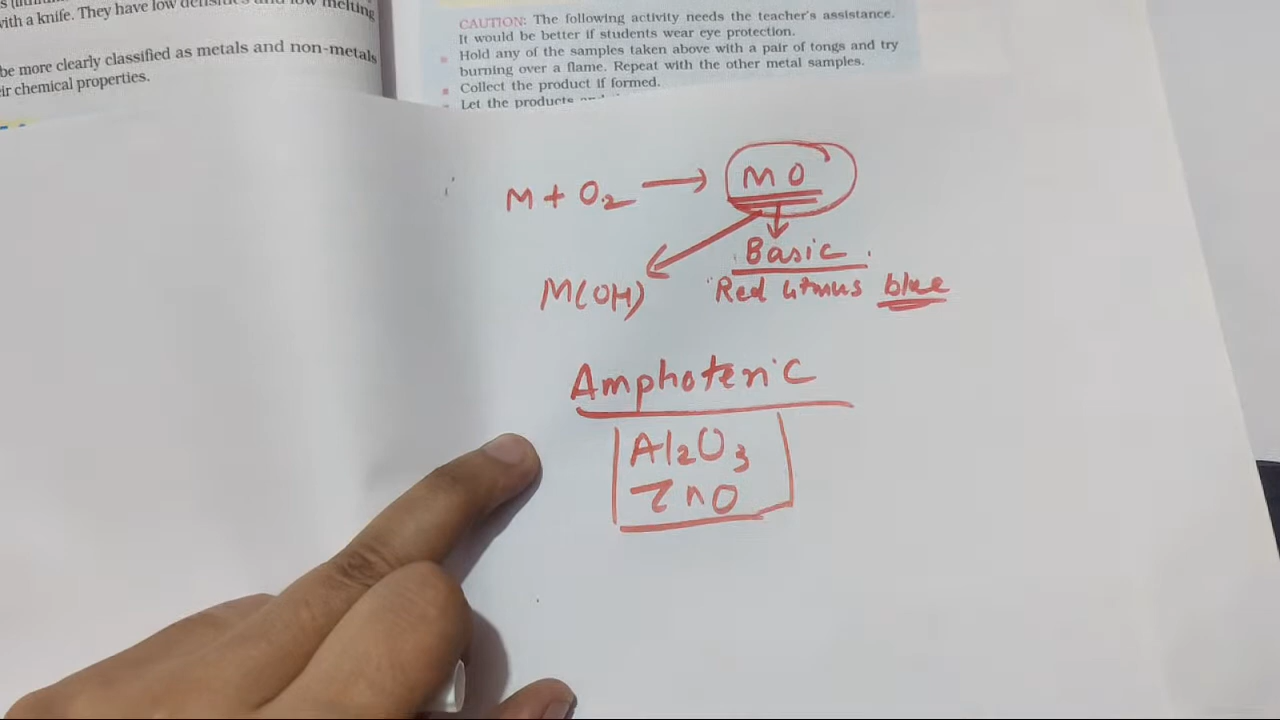 with a knife. They have low densities and low melting
be more clearly classified as metals and non-metals
eir chemical properties.
CAUTION: The following activity needs the teacher's assistance.
It would be better if students wear eye protection.
Hold any of the samples taken above with a pair of tongs and try
burning over a flame. Repeat with the other metal samples.
Collect the product if formed.
Let the products
M + O2 → MO
Basic
M(OH) Red litmus blue
Amphoteric
Al2O3
ZnO